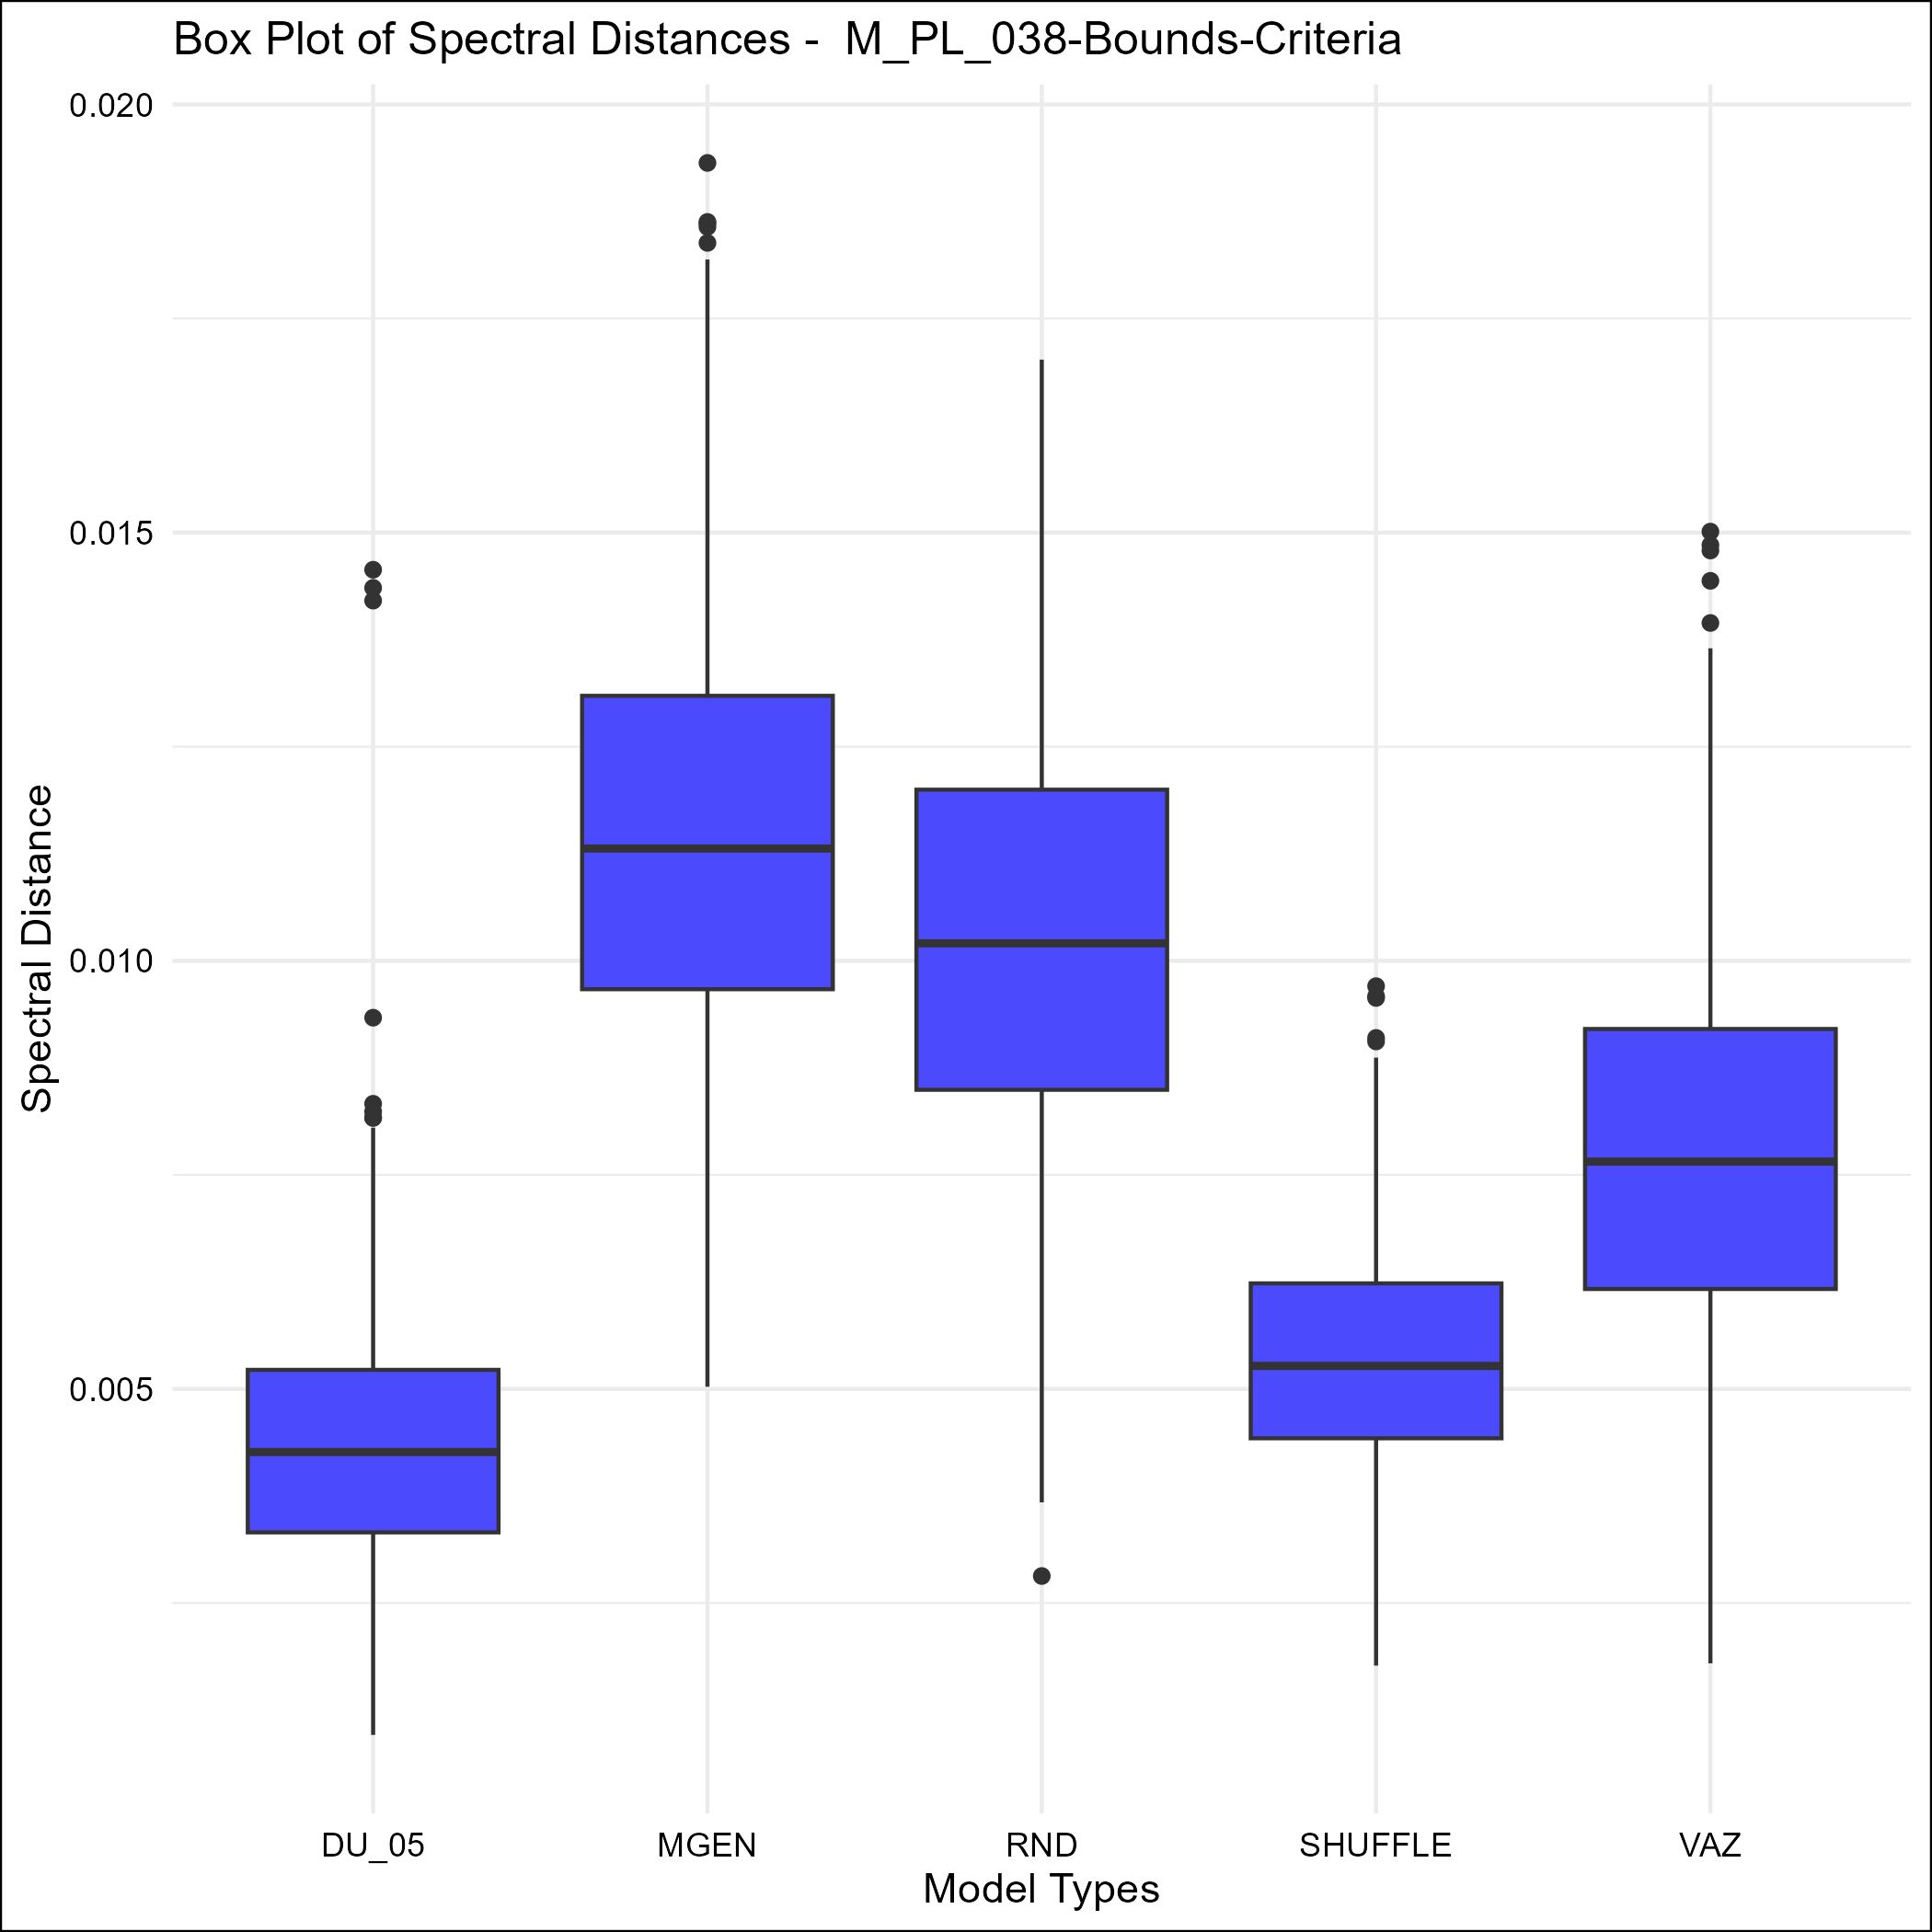 Box Plot of Spectral Distances -  M_PL_038-Bounds-Criteria
0.020
0.015
0.010
0.005
Spectral Distance
DU_05 MGEN RND SHUFFLE VAZ
Model Types